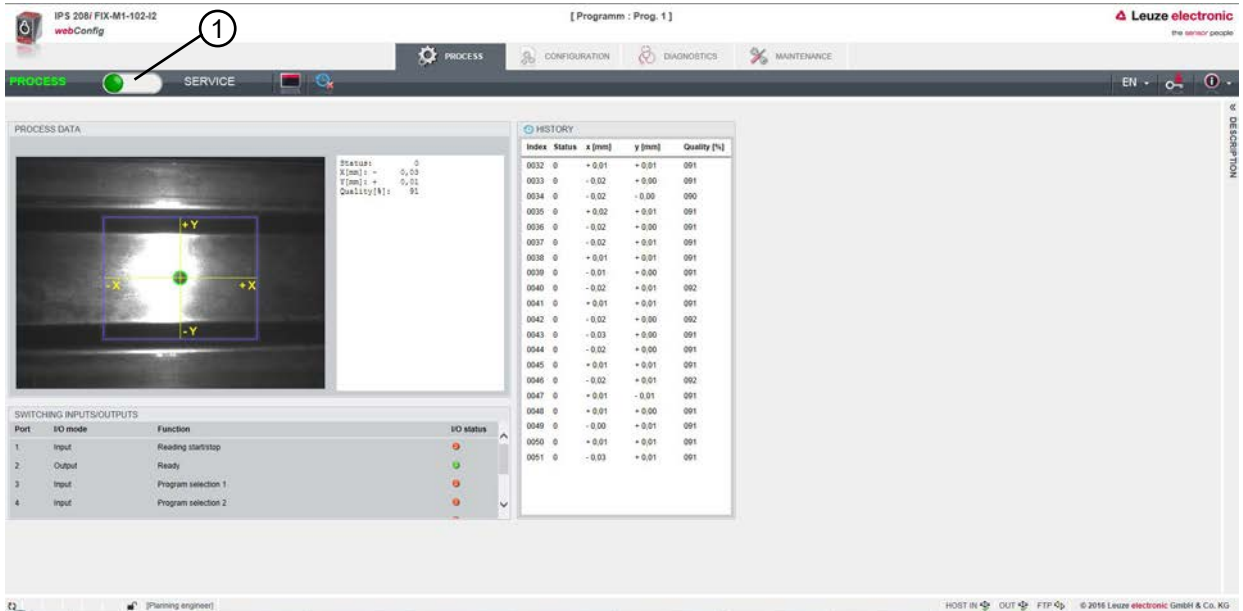 IPS 208i FIX-M1-102-I2
webConfig
1
[ Programm : Prog. 1 ]
Leuze electronic
the sensor people
PROCESS CONFIGURATION DIAGNOSTICS MAINTENANCE
PROCESS SERVICE EN
DESCRIPTION
PROCESS DATA
+Y
-X +X
-Y
Status: 0
X[mm]: - 0,03
Y[mm]: + 0,01
Quality[%]: 91
HISTORY
Index Status x [mm] y [mm] Quality [%]
0032 0 + 0,01 + 0,01 091
0033 0 - 0,02 + 0,00 091
0034 0 - 0,02 - 0,00 090
0035 0 + 0,02 + 0,01 091
0036 0 - 0,02 + 0,00 091
0037 0 - 0,02 + 0,01 091
0038 0 + 0,01 + 0,01 091
0039 0 - 0,01 + 0,00 091
0040 0 - 0,02 + 0,01 092
0041 0 + 0,01 + 0,01 091
0042 0 - 0,02 + 0,00 092
0043 0 - 0,03 + 0,00 091
0044 0 - 0,02 + 0,00 091
0045 0 + 0,01 + 0,01 091
0046 0 - 0,02 + 0,01 092
0047 0 + 0,01 - 0,01 091
0048 0 + 0,01 + 0,00 091
0049 0 - 0,00 + 0,01 091
0050 0 + 0,01 + 0,01 091
0051 0 - 0,03 + 0,01 091
SWITCHING INPUTS/OUTPUTS
Port I/O mode Function I/O status
1 Input Reading start/stop
2 Output Ready
3 Input Program selection 1
4 Input Program selection 2
[Planning engineer]
HOST IN OUT FTP © 2016 Leuze electronic GmbH & Co. KG